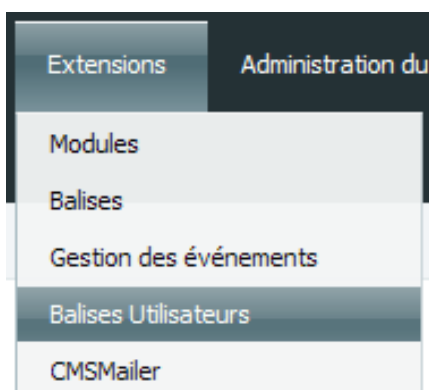 Extensions Administration du
Modules
Balises
Gestion des événements
Balises Utilisateurs
CMSMailer